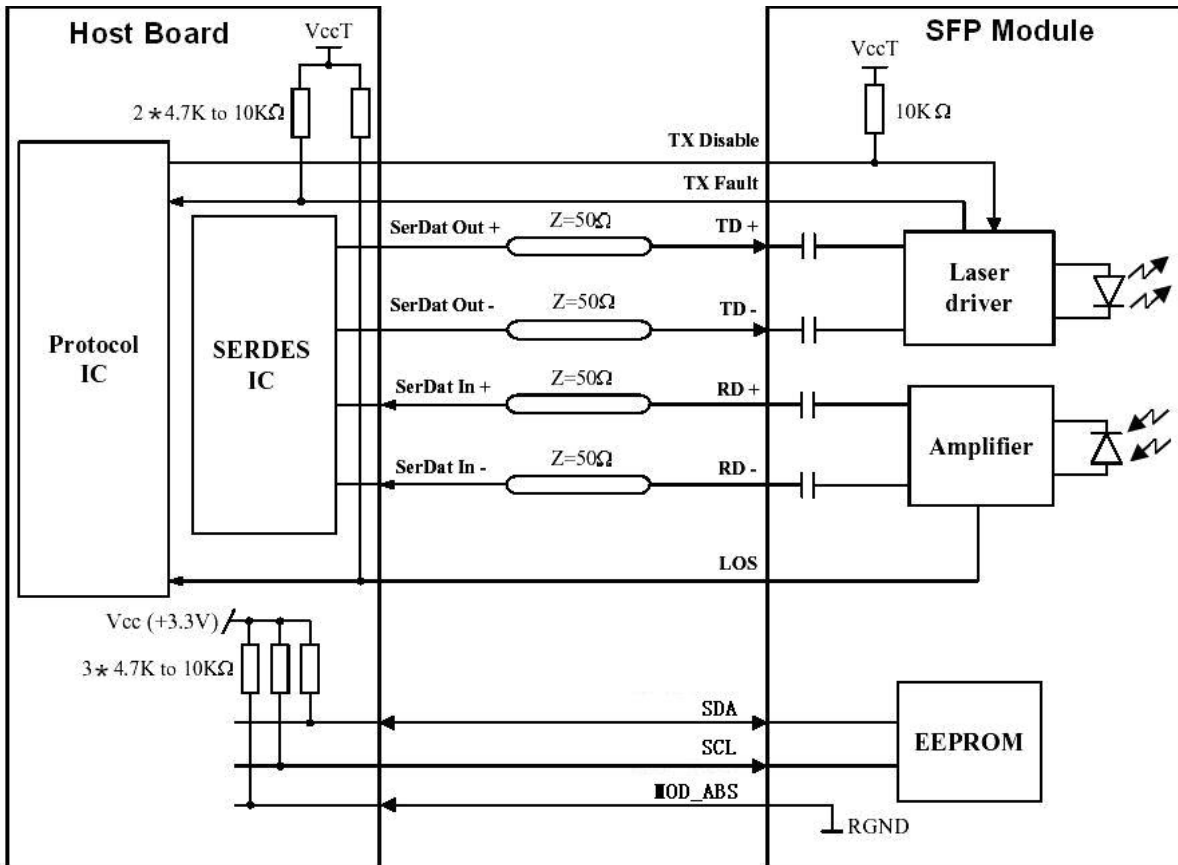 Host Board
SFP Module
VccT
VccT
2*4.7K to 10KΩ
10KΩ
TX Disable
TX Fault
SerDat Out +
Z=50Ω
TD +
SerDat Out -
Z=50Ω
TD -
Laser
driver
Protocol
IC
SERDES
IC
SerDat In +
Z=50Ω
RD +
SerDat In -
Z=50Ω
RD -
Amplifier
LOS
Vcc (+3.3V)
3*4.7K to 10KΩ
SDA
SCL
EEPROM
MOD_ABS
RGND